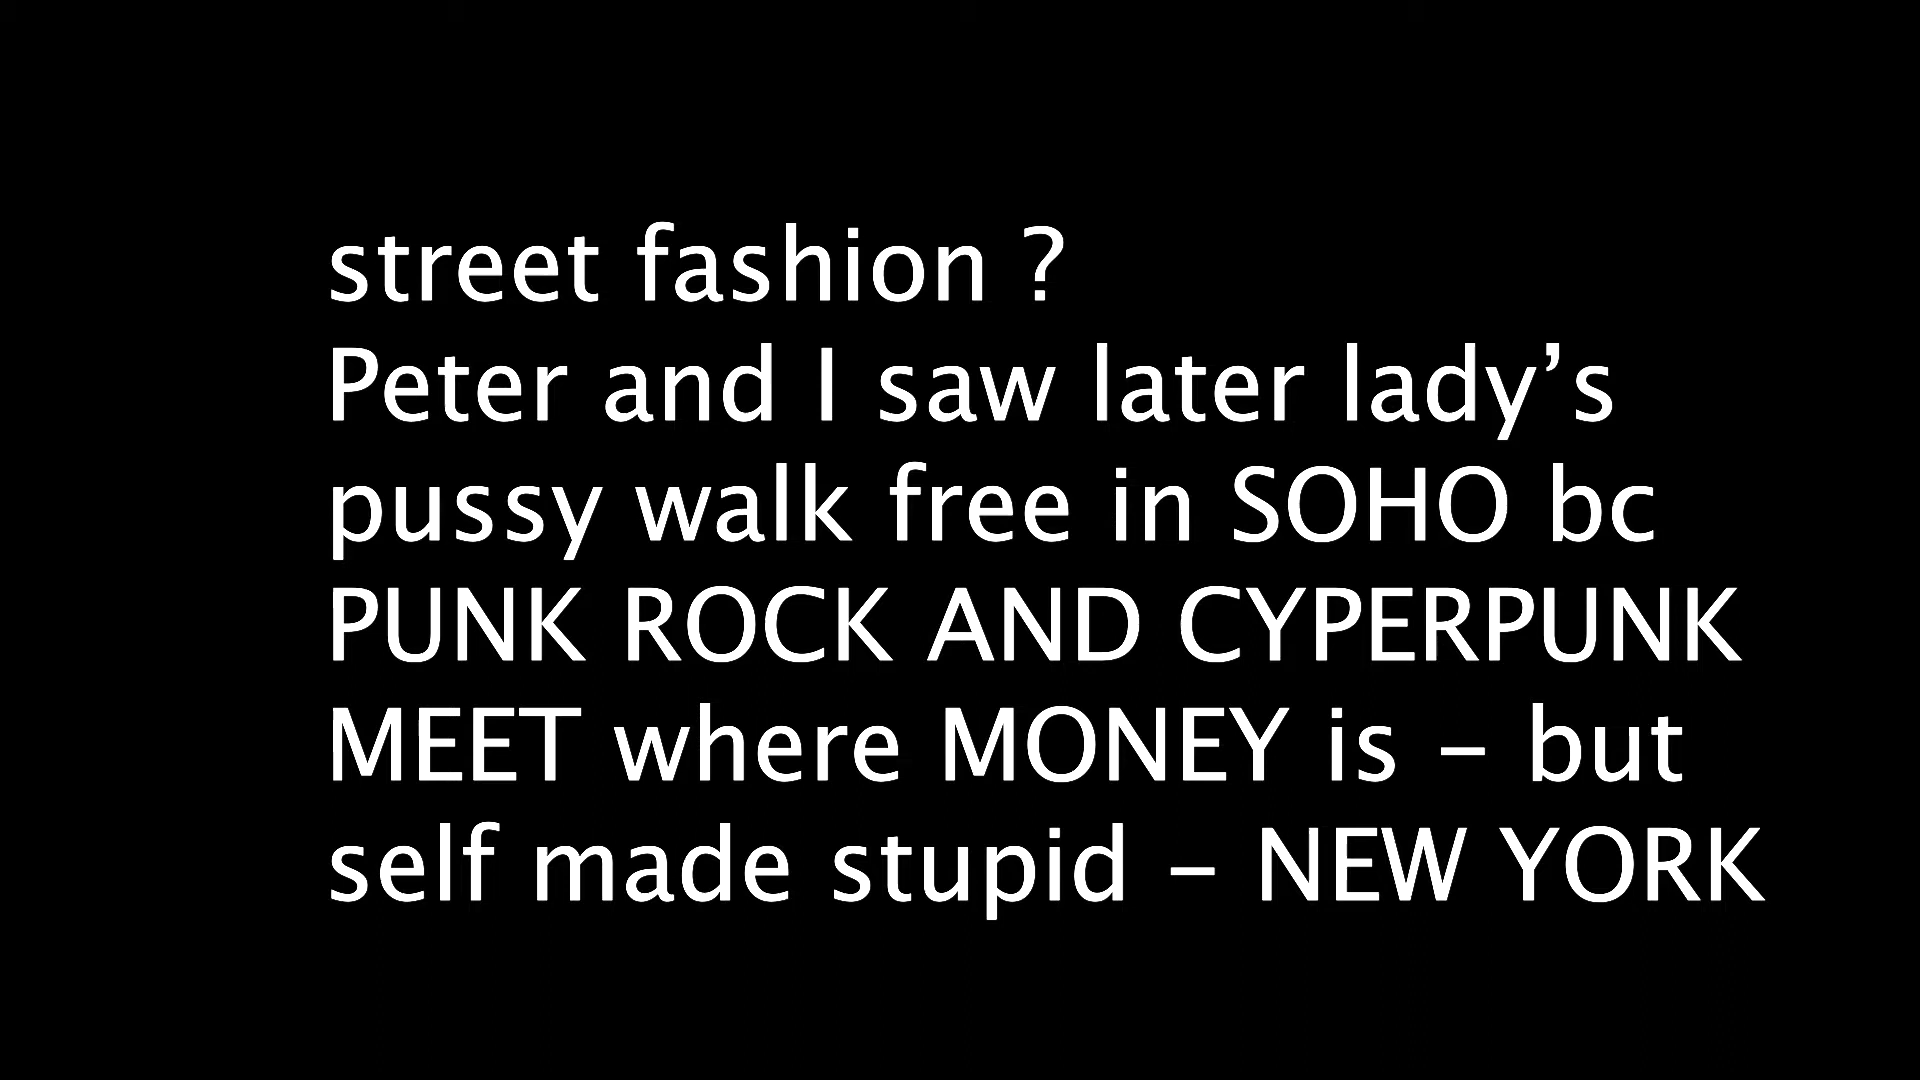 street fashion ?
Peter and I saw later lady’s
pussy walk free in SOHO bc
PUNK ROCK AND CYPERPUNK
MEET where MONEY is – but
self made stupid – NEW YORK